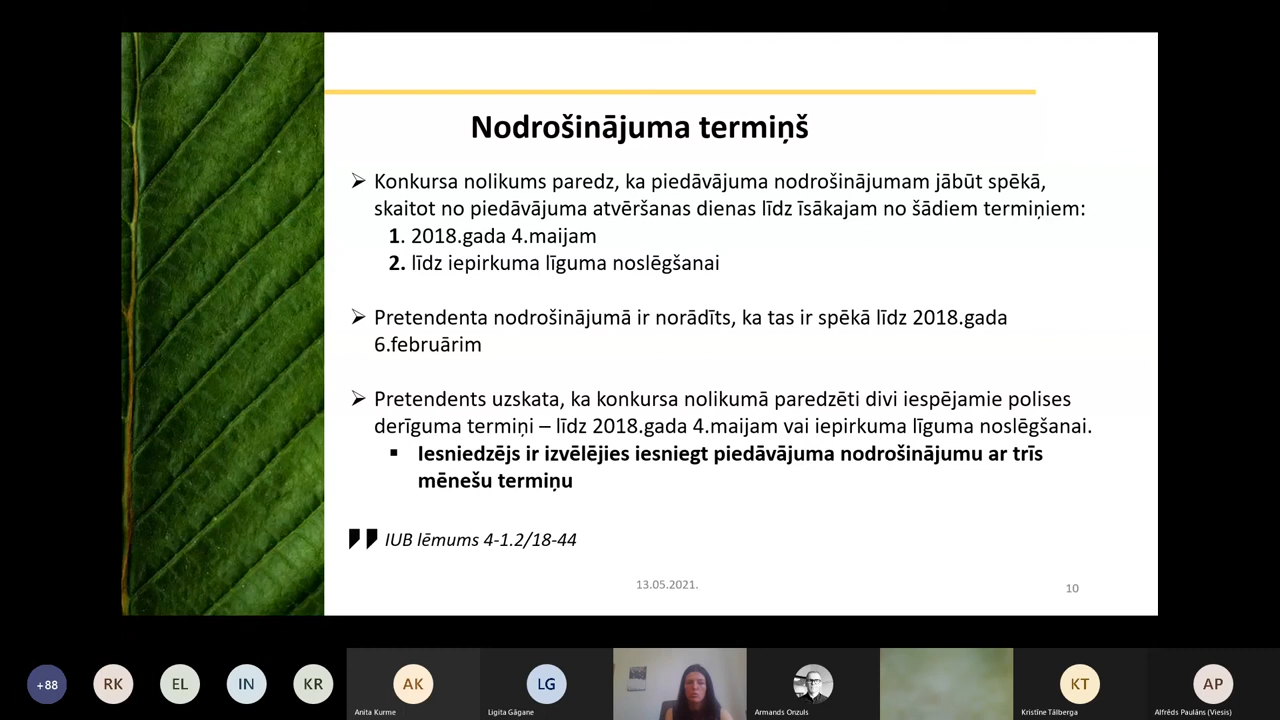 Nodrošinājuma termiņš
➢ Konkursa nolikums paredz, ka piedāvājuma nodrošinājumam jābūt spēkā,
skaitot no piedāvājuma atvēršanas dienas līdz īsākajam no šādiem termiņiem:
1. 2018.gada 4.maijam
2. līdz iepirkuma līguma noslēgšanai
➢ Pretendenta nodrošinājumā ir norādīts, ka tas ir spēkā līdz 2018.gada
6.februārim
➢ Pretendents uzskata, ka konkursa nolikumā paredzēti divi iespējamie polises
derīguma termiņi – līdz 2018.gada 4.maijam vai iepirkuma līguma noslēgšanai.
▪ Iesniedzējs ir izvēlējies iesniegt piedāvājuma nodrošinājumu ar trīs
mēnešu termiņu
IUB lēmums 4-1.2/18-44
13.05.2021.
10
+88
RK
EL
IN
KR
AK
LG
KT
AP
Anita Kurme
Ligita Gāgane
Armands Onzuls
Kristīne Tālberga
Alfrēds Paulāns (Viesis)